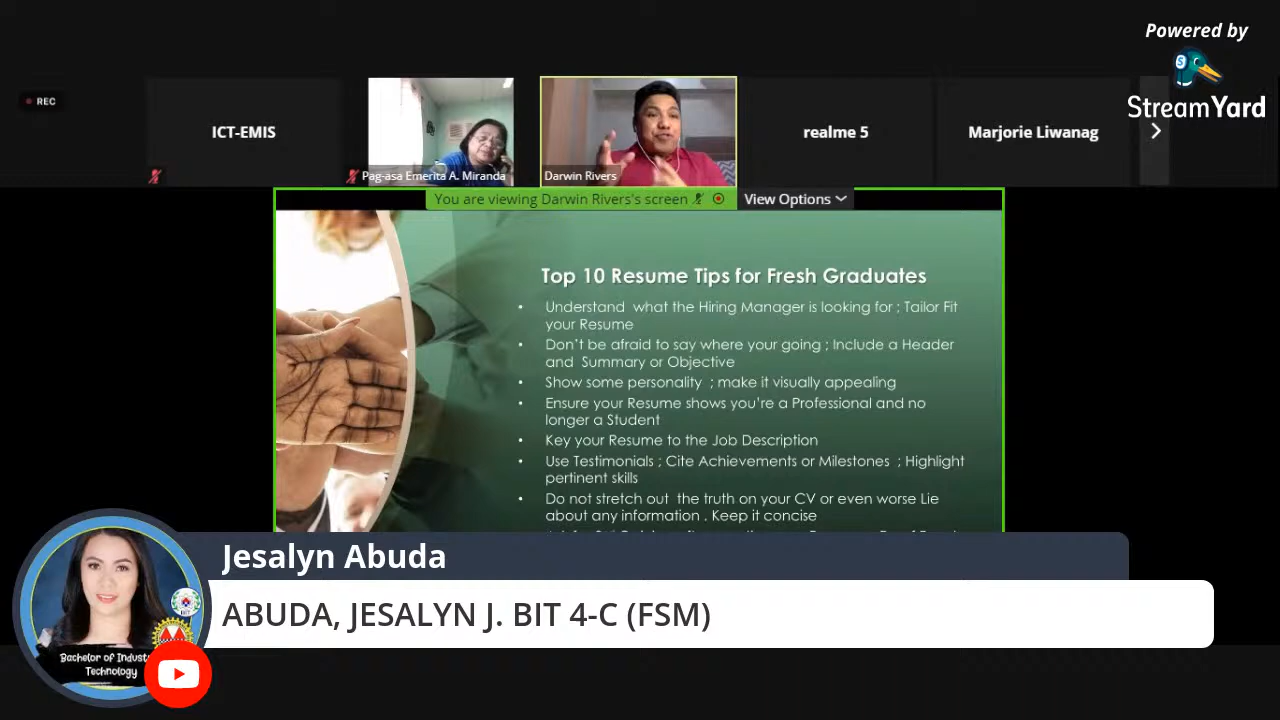 Powered by
StreamYard
REC
ICT-EMIS
Pag-asa Emerita A. Miranda
Darwin Rivers
realme 5
Marjorie Liwanag
You are viewing Darwin Rivers's screen
View Options
Top 10 Resume Tips for Fresh Graduates
• Understand what the Hiring Manager is looking for ; Tailor Fit
your Resume
• Don't be afraid to say where your going ; Include a Header
and Summary or Objective
• Show some personality ; make it visually appealing
• Ensure your Resume shows you're a Professional and no
longer a Student
• Key your Resume to the Job Description
• Use Testimonials ; Cite Achievements or Milestones ; Highlight
pertinent skills
• Do not stretch out the truth on your CV or even worse Lie
about any information . Keep it concise
Jesalyn Abuda
ABUDA, JESALYN J. BIT 4-C (FSM)
Bachelor of Indust
Technology